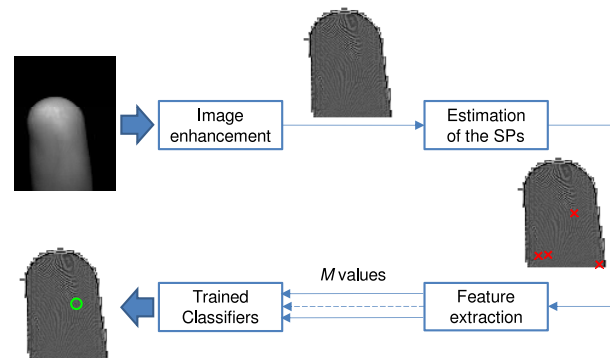 Image
enhancement
Estimation
of the SPs
M values
Trained
Classifiers
Feature
extraction